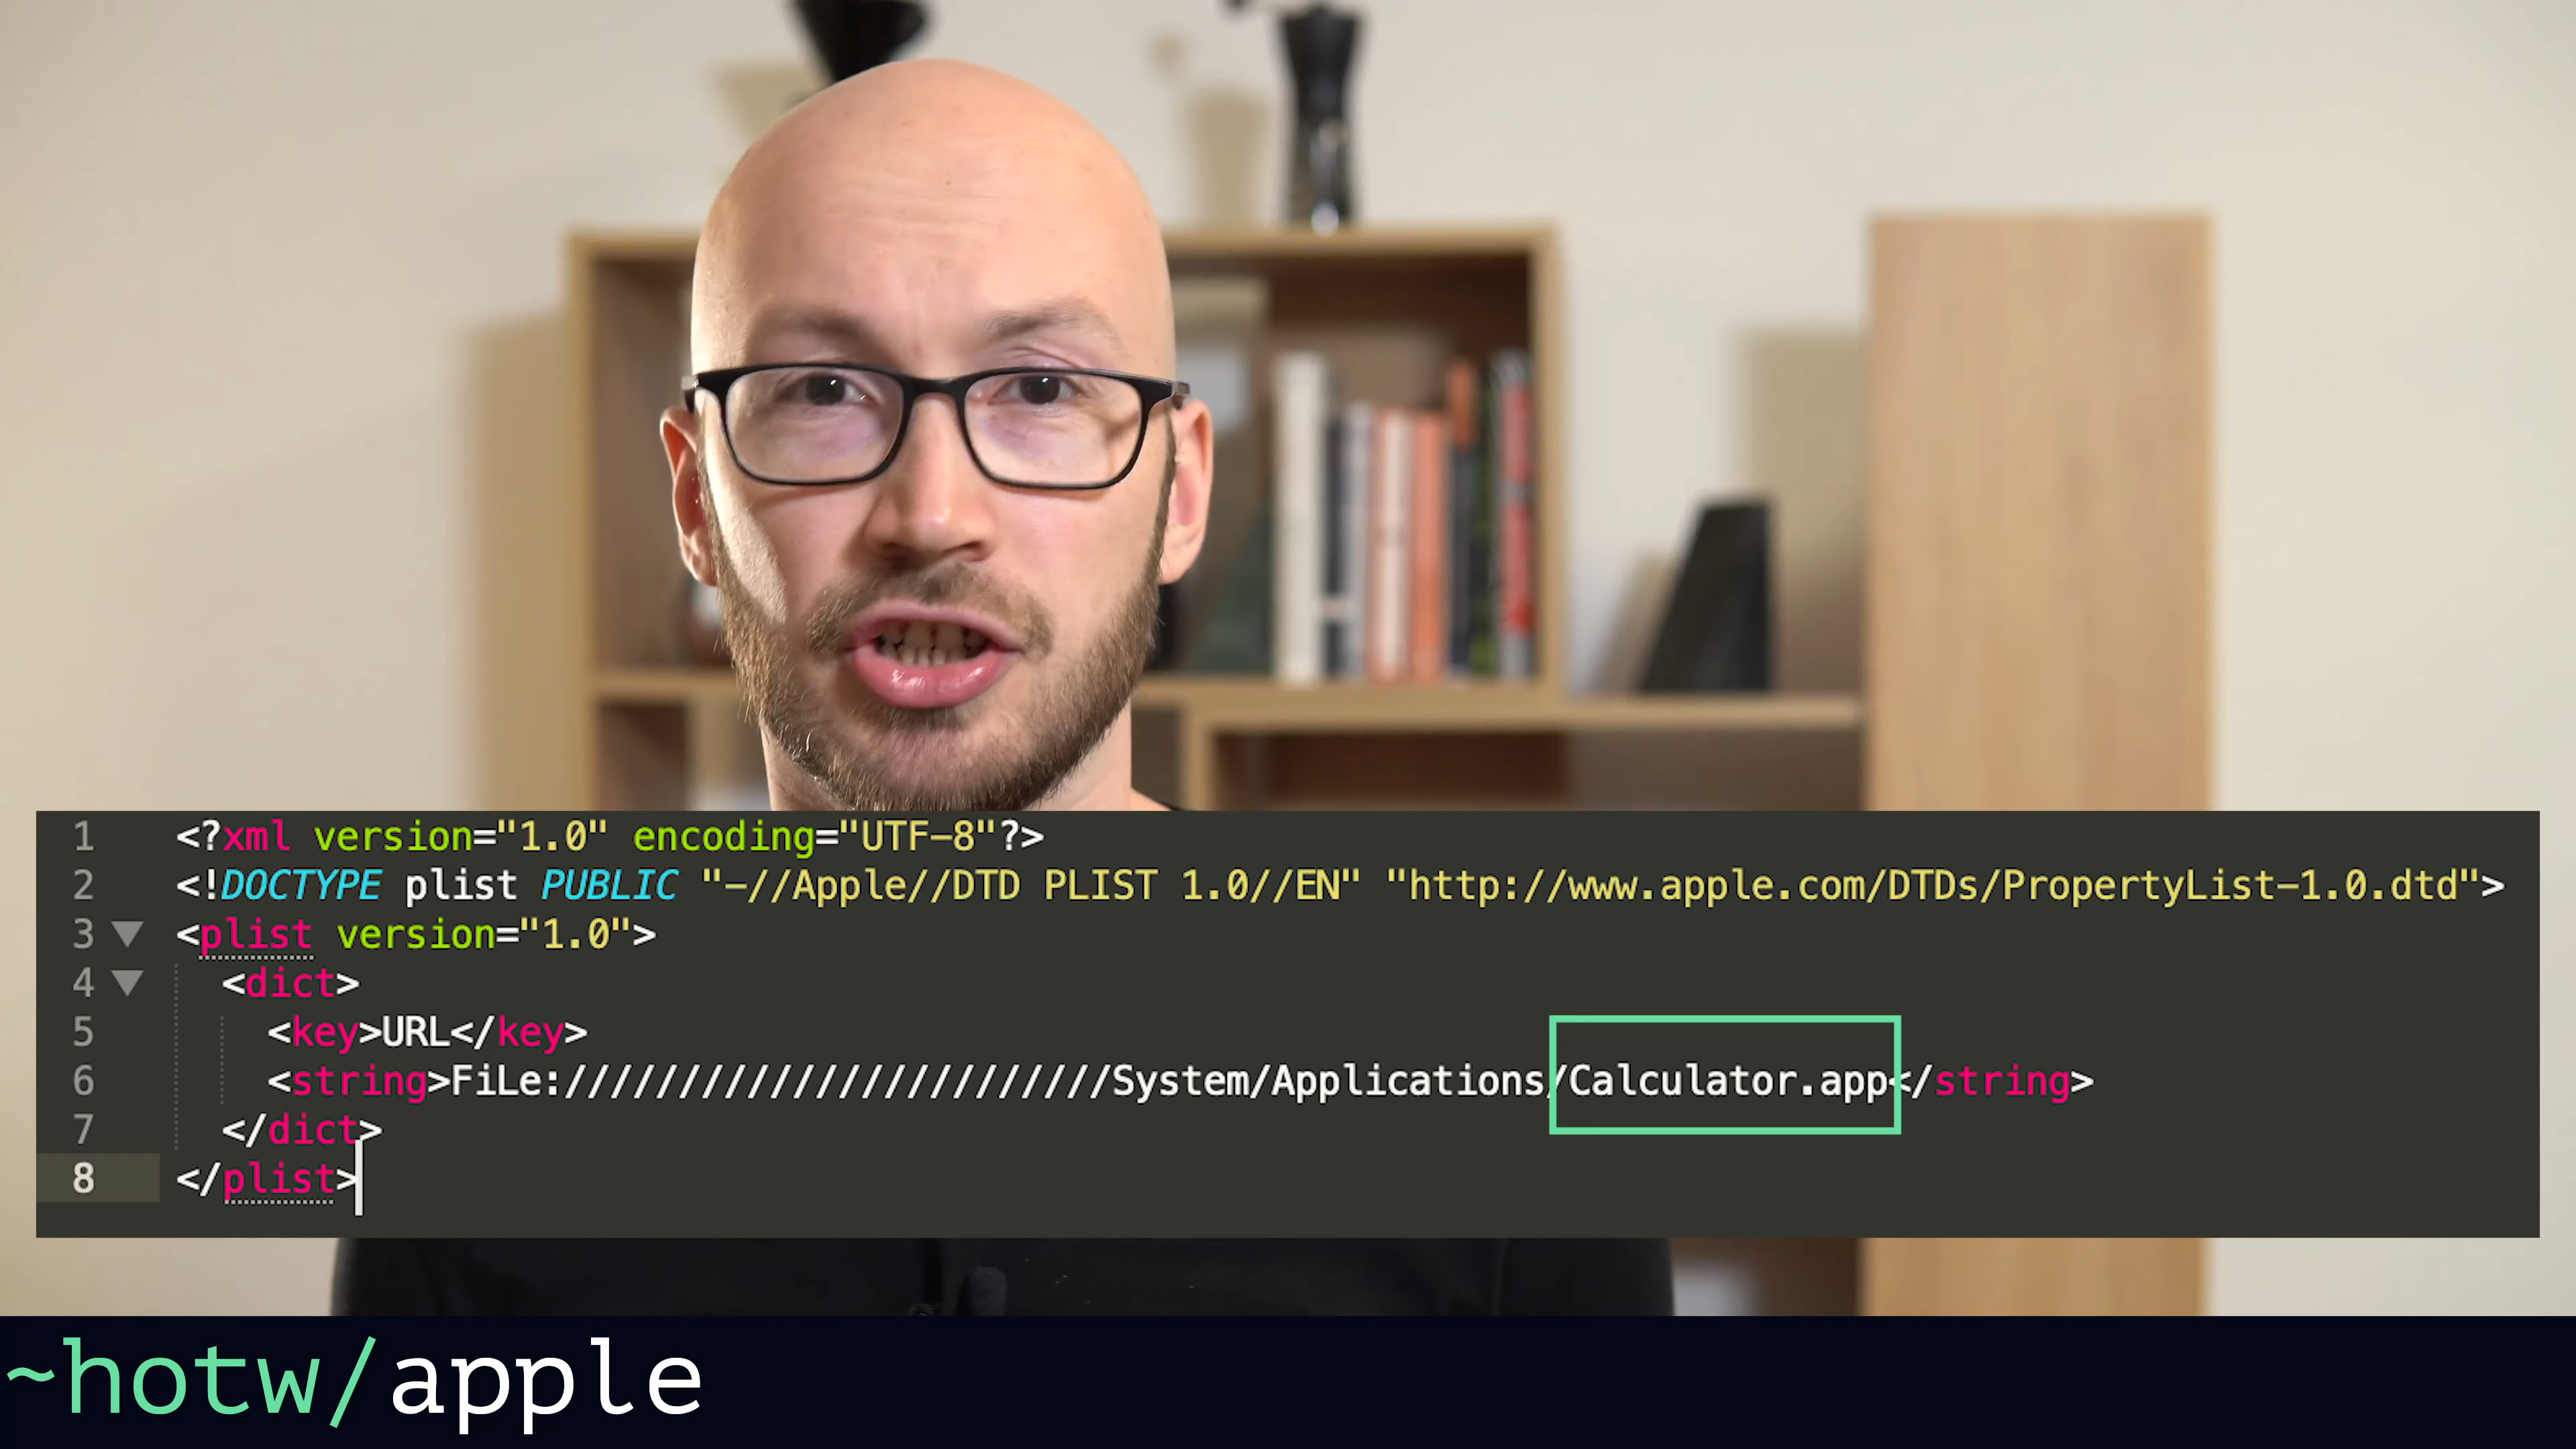 1 <?xml version="1.0" encoding="UTF-8"?>
2 <!DOCTYPE plist PUBLIC "-//Apple//DTD PLIST 1.0//EN" "http://www.apple.com/DTDs/PropertyList-1.0.dtd">
3 <plist version="1.0">
4 <dict>
5 <key>URL</key>
6 <string>FiLe:////////////////////////System/Applications/Calculator.app</string>
7 </dict>
8 </plist>
~hotw/apple